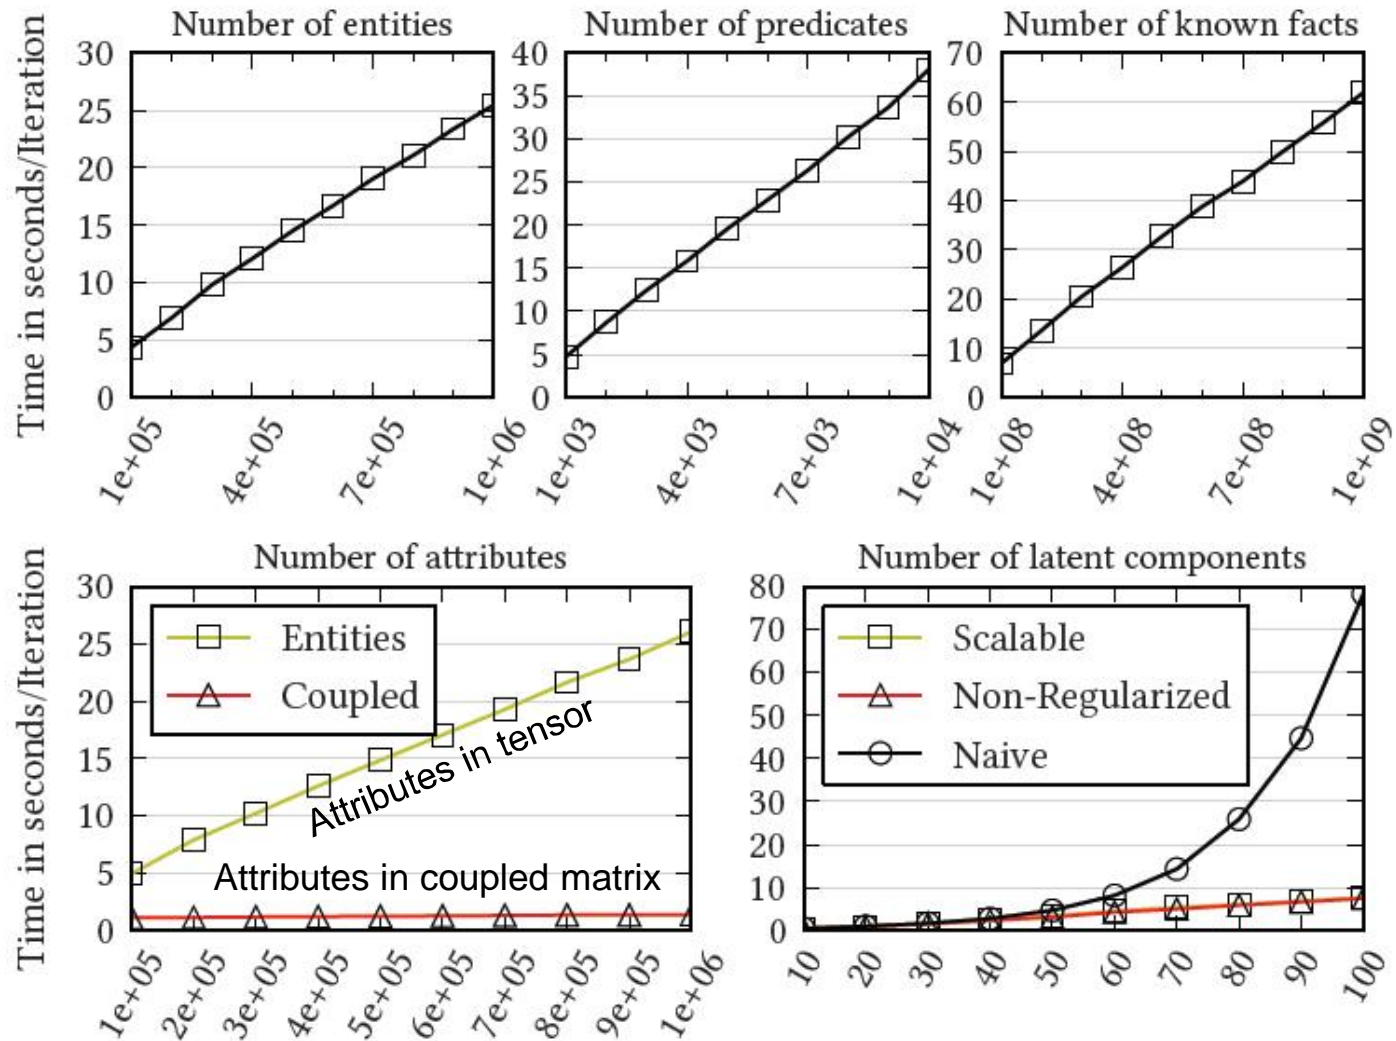 Number of entities
Number of predicates
Number of known facts
Time in seconds/Iteration
30
25
20
15
10
5
0
1e+05
4e+05
7e+05
1e+06
40
35
30
25
20
15
10
5
0
1e+03
4e+03
7e+03
1e+04
70
60
50
40
30
20
10
0
1e+08
4e+08
7e+08
1e+09
Number of attributes
Time in seconds/Iteration
30
25
20
15
10
5
0
Entities
Coupled
Attributes in tensor
Attributes in coupled matrix
1e+05
2e+05
3e+05
4e+05
5e+05
6e+05
7e+05
8e+05
9e+05
1e+06
Number of latent components
80
70
60
50
40
30
20
10
0
Scalable
Non-Regularized
Naive
10
20
30
40
50
60
70
80
90
100